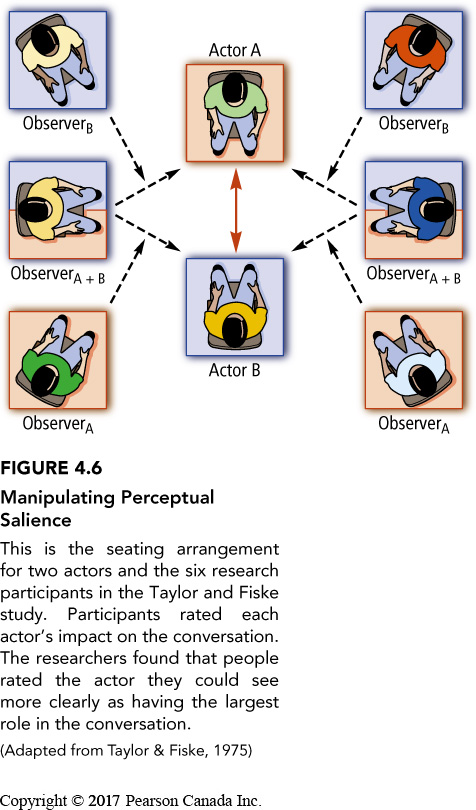 Actor A
Observer_B
Observer_B
Observer_A + B
Observer_A + B
Actor B
Observer_A
Observer_A
FIGURE 4.6
Manipulating Perceptual
Salience
This is the seating arrangement
for two actors and the six research
participants in the Taylor and Fiske
study. Participants rated each
actor’s impact on the conversation.
The researchers found that people
rated the actor they could see
more clearly as having the largest
role in the conversation.
(Adapted from Taylor & Fiske, 1975)
Copyright © 2017 Pearson Canada Inc.